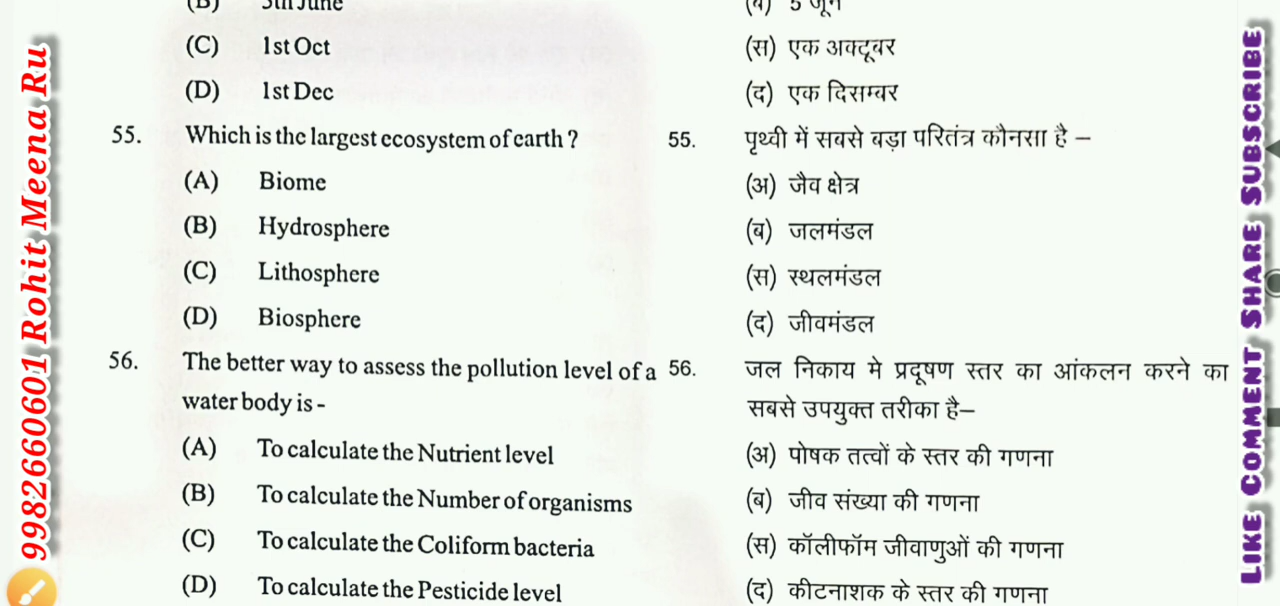 (B) 5th June
(C) 1st Oct
(D) 1st Dec
55. Which is the largest ecosystem of earth ?
(A) Biome
(B) Hydrosphere
(C) Lithosphere
(D) Biosphere
56. The better way to assess the pollution level of a
water body is -
(A) To calculate the Nutrient level
(B) To calculate the Number of organisms
(C) To calculate the Coliform bacteria
(D) To calculate the Pesticide level
(ब) 5 जून
(स) एक अक्टूबर
(द) एक दिसम्बर
55. पृथ्वी में सबसे बड़ा परितंत्र कौनसा है –
(अ) जैव क्षेत्र
(ब) जलमंडल
(स) स्थलमंडल
(द) जीवमंडल
56. जल निकाय मे प्रदूषण स्तर का आंकलन करने का
सबसे उपयुक्त तरीका है–
(अ) पोषक तत्वों के स्तर की गणना
(ब) जीव संख्या की गणना
(स) कॉलीफॉम जीवाणुओं की गणना
(द) कीटनाशक के स्तर की गणना
9982660601 Rohit Meena Ru
LIKE COMMENT SHARE SUBSCRIBE